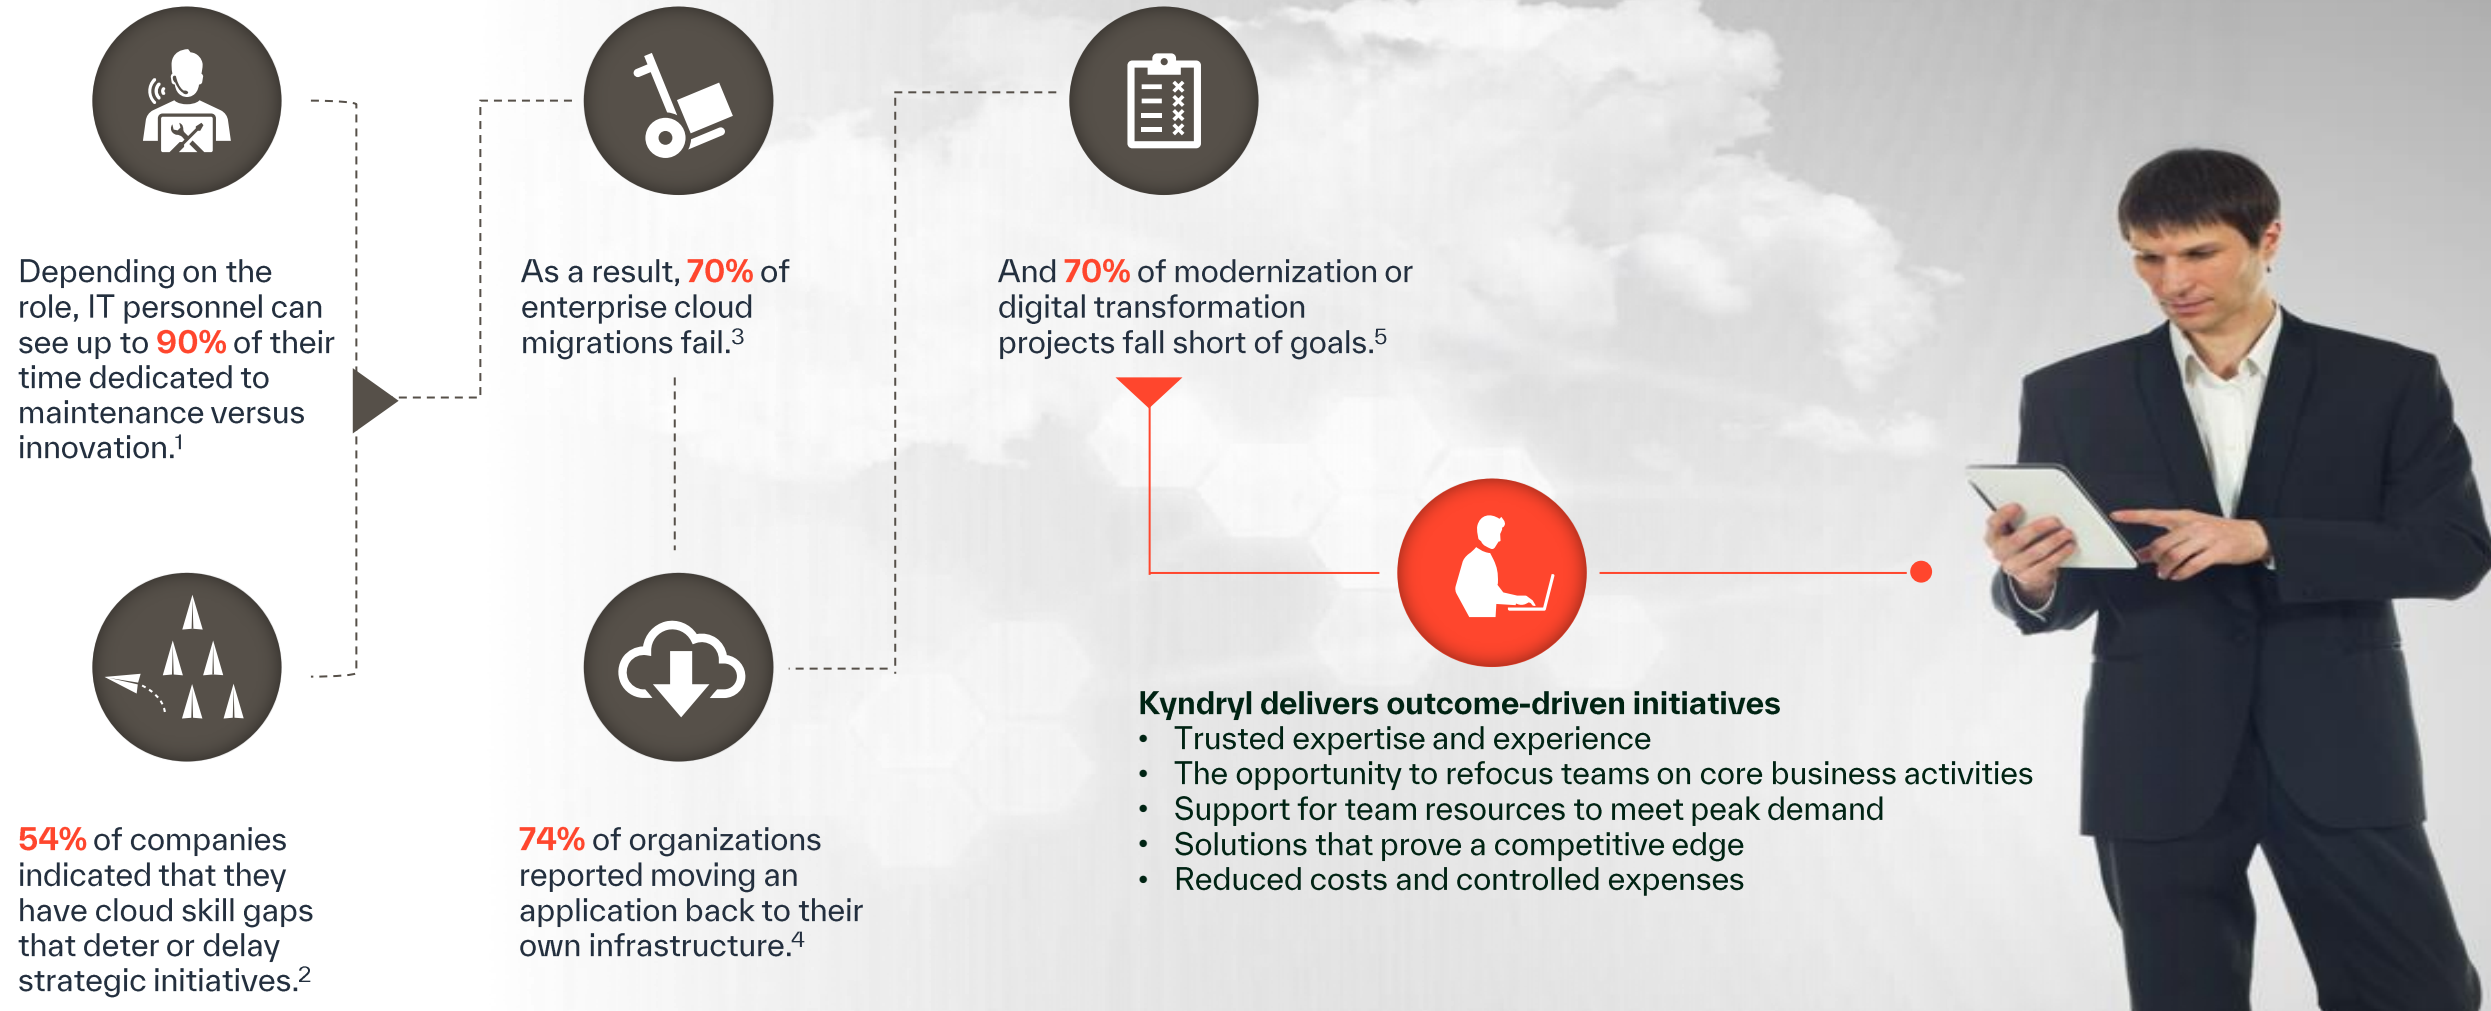 Depending on the
role, IT personnel can
see up to 90% of their
time dedicated to
maintenance versus
innovation.1
54% of companies
indicated that they
have cloud skill gaps
that deter or delay
strategic initiatives.2
As a result, 70% of
enterprise cloud
migrations fail.3
74% of organizations
reported moving an
application back to their
own infrastructure.4
And 70% of modernization or
digital transformation
projects fall short of goals.5
Kyndryl delivers outcome-driven initiatives
• Trusted expertise and experience
• The opportunity to refocus teams on core business activities
• Support for team resources to meet peak demand
• Solutions that prove a competitive edge
• Reduced costs and controlled expenses